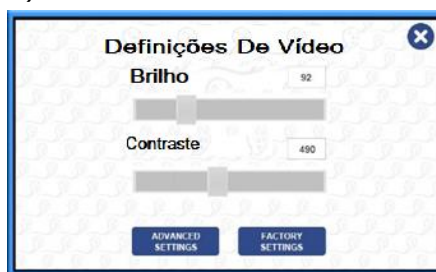 Definições De Vídeo
Brilho
92
Contraste
490
ADVANCED
SETTINGS
FACTORY
SETTINGS